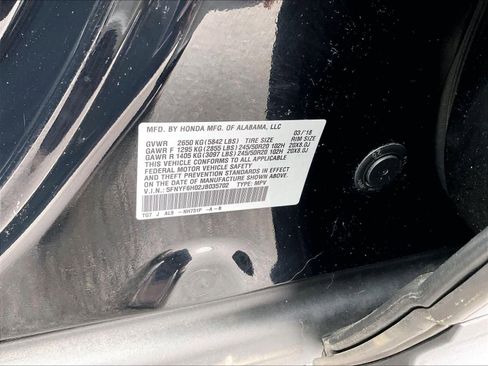 MFD. BY HONDA MFG. OF ALABAMA, LLC 03/'18
GVWR 2650 KG (5842 LBS) TIRE SIZE RIM SIZE
GAWR F 1295 KG (2855 LBS) 245/50R20 102H 20X8.0J
GAWR R 1405 KG (3097 LBS) 245/50R20 102H 20X8.0J
THIS VEHICLE CONFORMS TO ALL APPLICABLE
FEDERAL MOTOR VEHICLE SAFETY
AND THEFT PREVENTION STANDARDS IN EFFECT
ON THE DATE OF MANUFACTURE SHOWN ABOVE.
V.I.N.: 5FNYF6H02JB035702 TYPE: MPV
TG7 J AL9 -NH731P -A -B